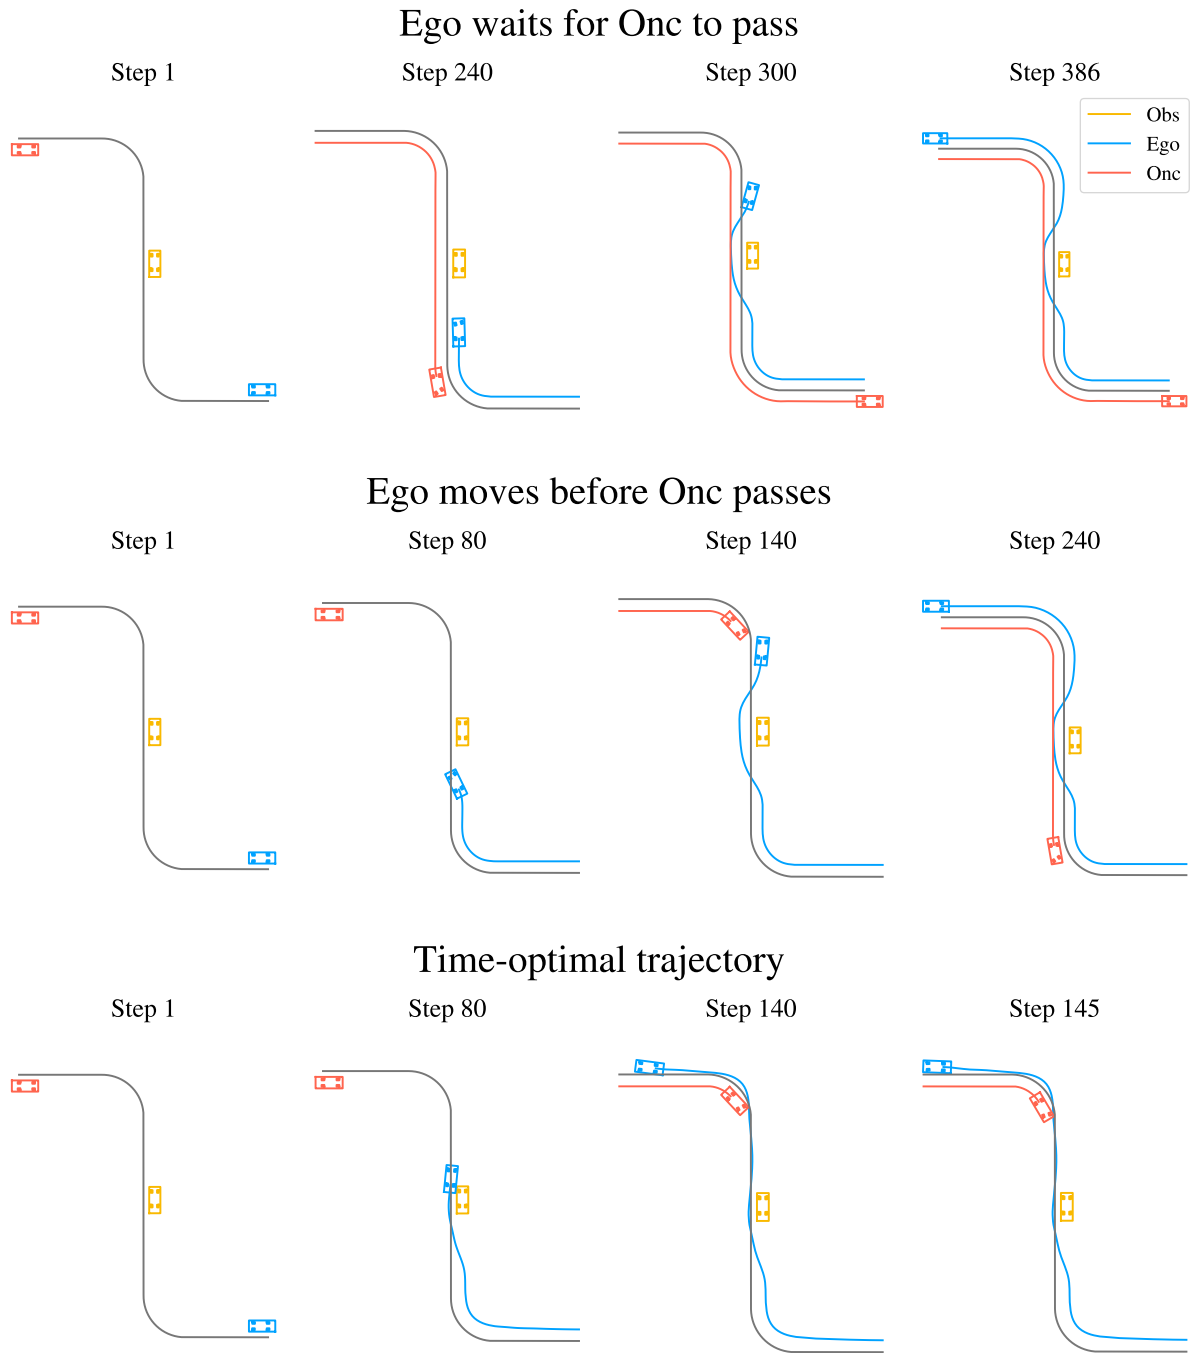 Ego waits for Onc to pass
Step 1
Step 240
Step 300
Step 386
Obs
Ego
Onc
Ego moves before Onc passes
Step 1
Step 80
Step 140
Step 240
Time-optimal trajectory
Step 1
Step 80
Step 140
Step 145